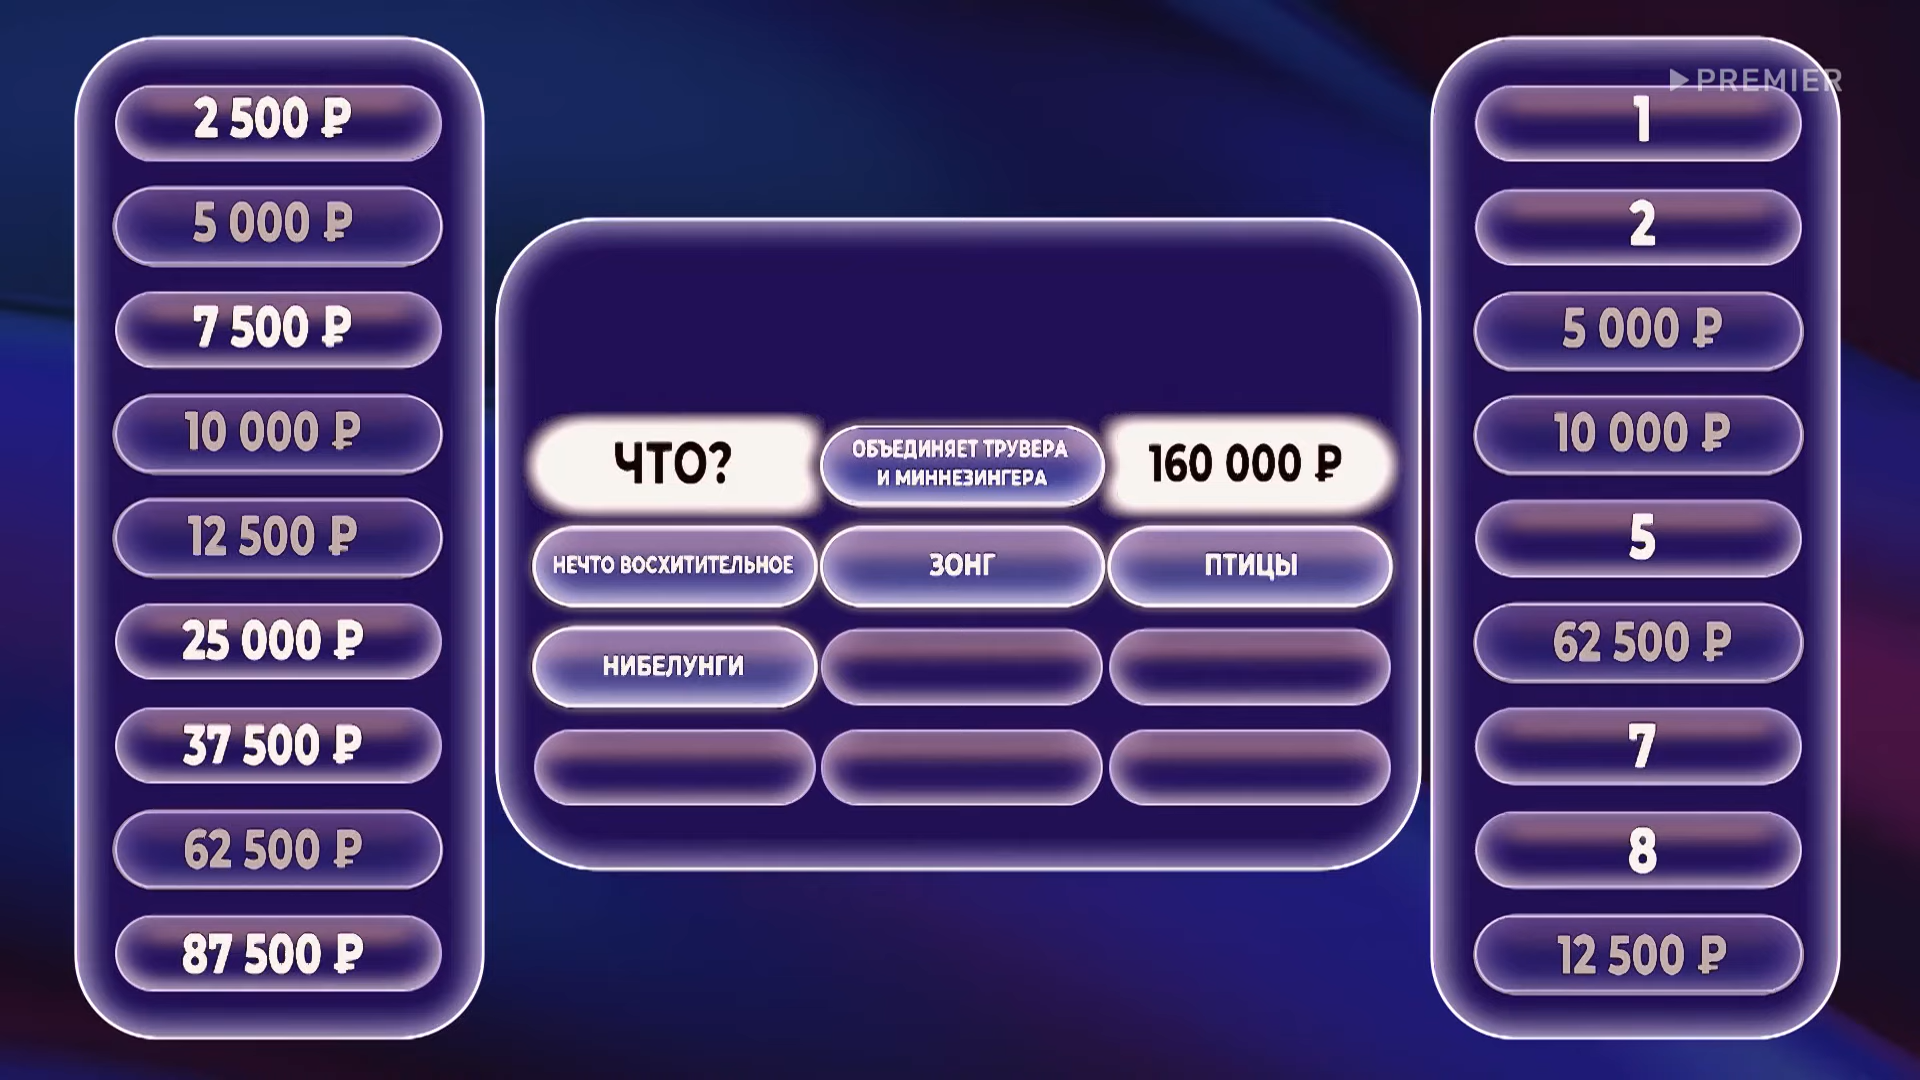 PREMIER
2 500 ₽
5 000 ₽
7 500 ₽
10 000 ₽
12 500 ₽
25 000 ₽
37 500 ₽
62 500 ₽
87 500 ₽
ЧТО?
ОБЪЕДИНЯЕТ ТРУВЕРА
И МИННЕЗИНГЕРА
160 000 ₽
НЕЧТО ВОСХИТИТЕЛЬНОЕ
ЗОНГ
ПТИЦЫ
НИБЕЛУНГИ
1
2
5 000 ₽
10 000 ₽
5
62 500 ₽
7
8
12 500 ₽